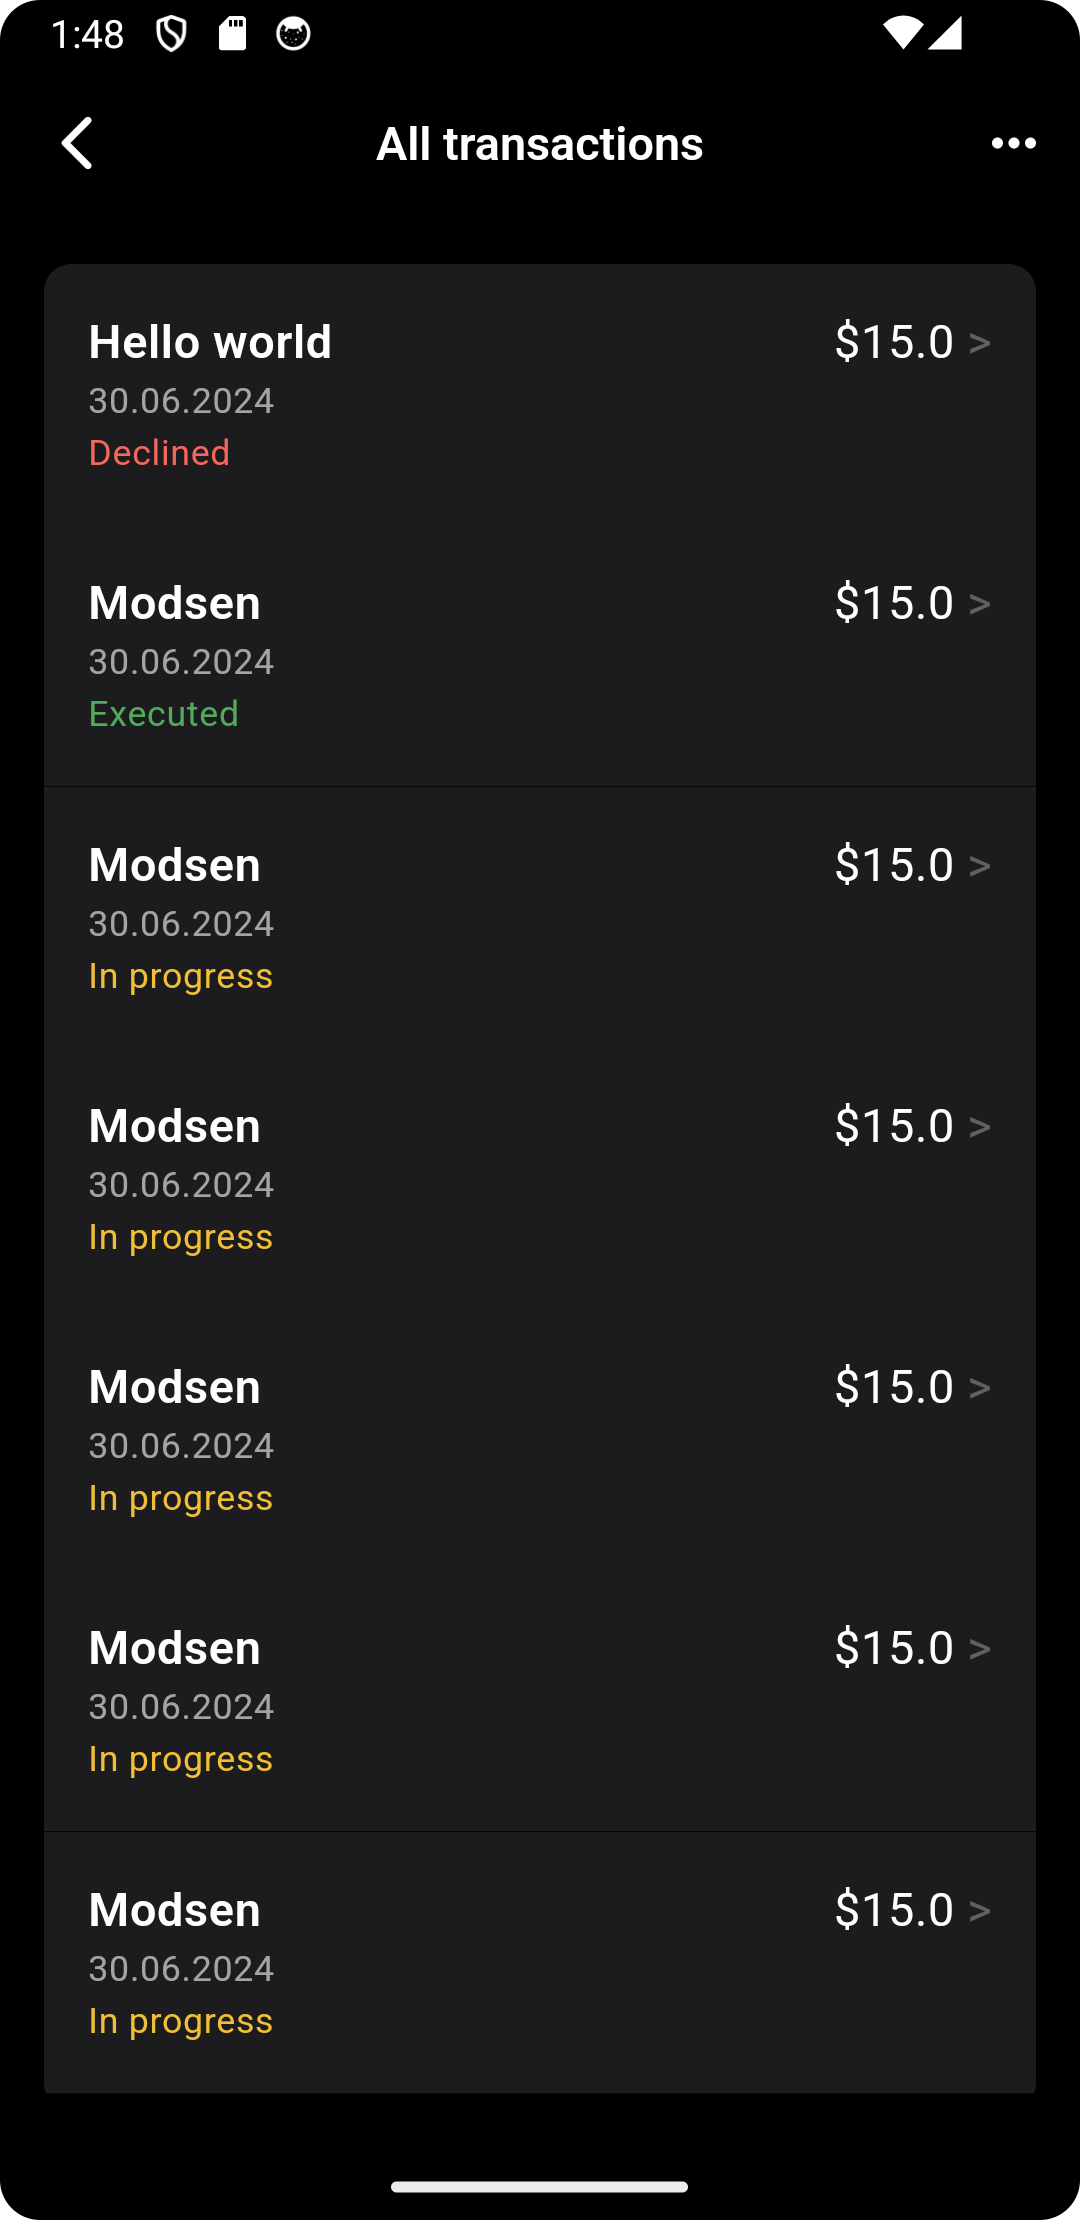 1:48
All transactions
Hello world $15.0 >
30.06.2024
Declined
Modsen $15.0 >
30.06.2024
Executed
Modsen $15.0 >
30.06.2024
In progress
Modsen $15.0 >
30.06.2024
In progress
Modsen $15.0 >
30.06.2024
In progress
Modsen $15.0 >
30.06.2024
In progress
Modsen $15.0 >
30.06.2024
In progress